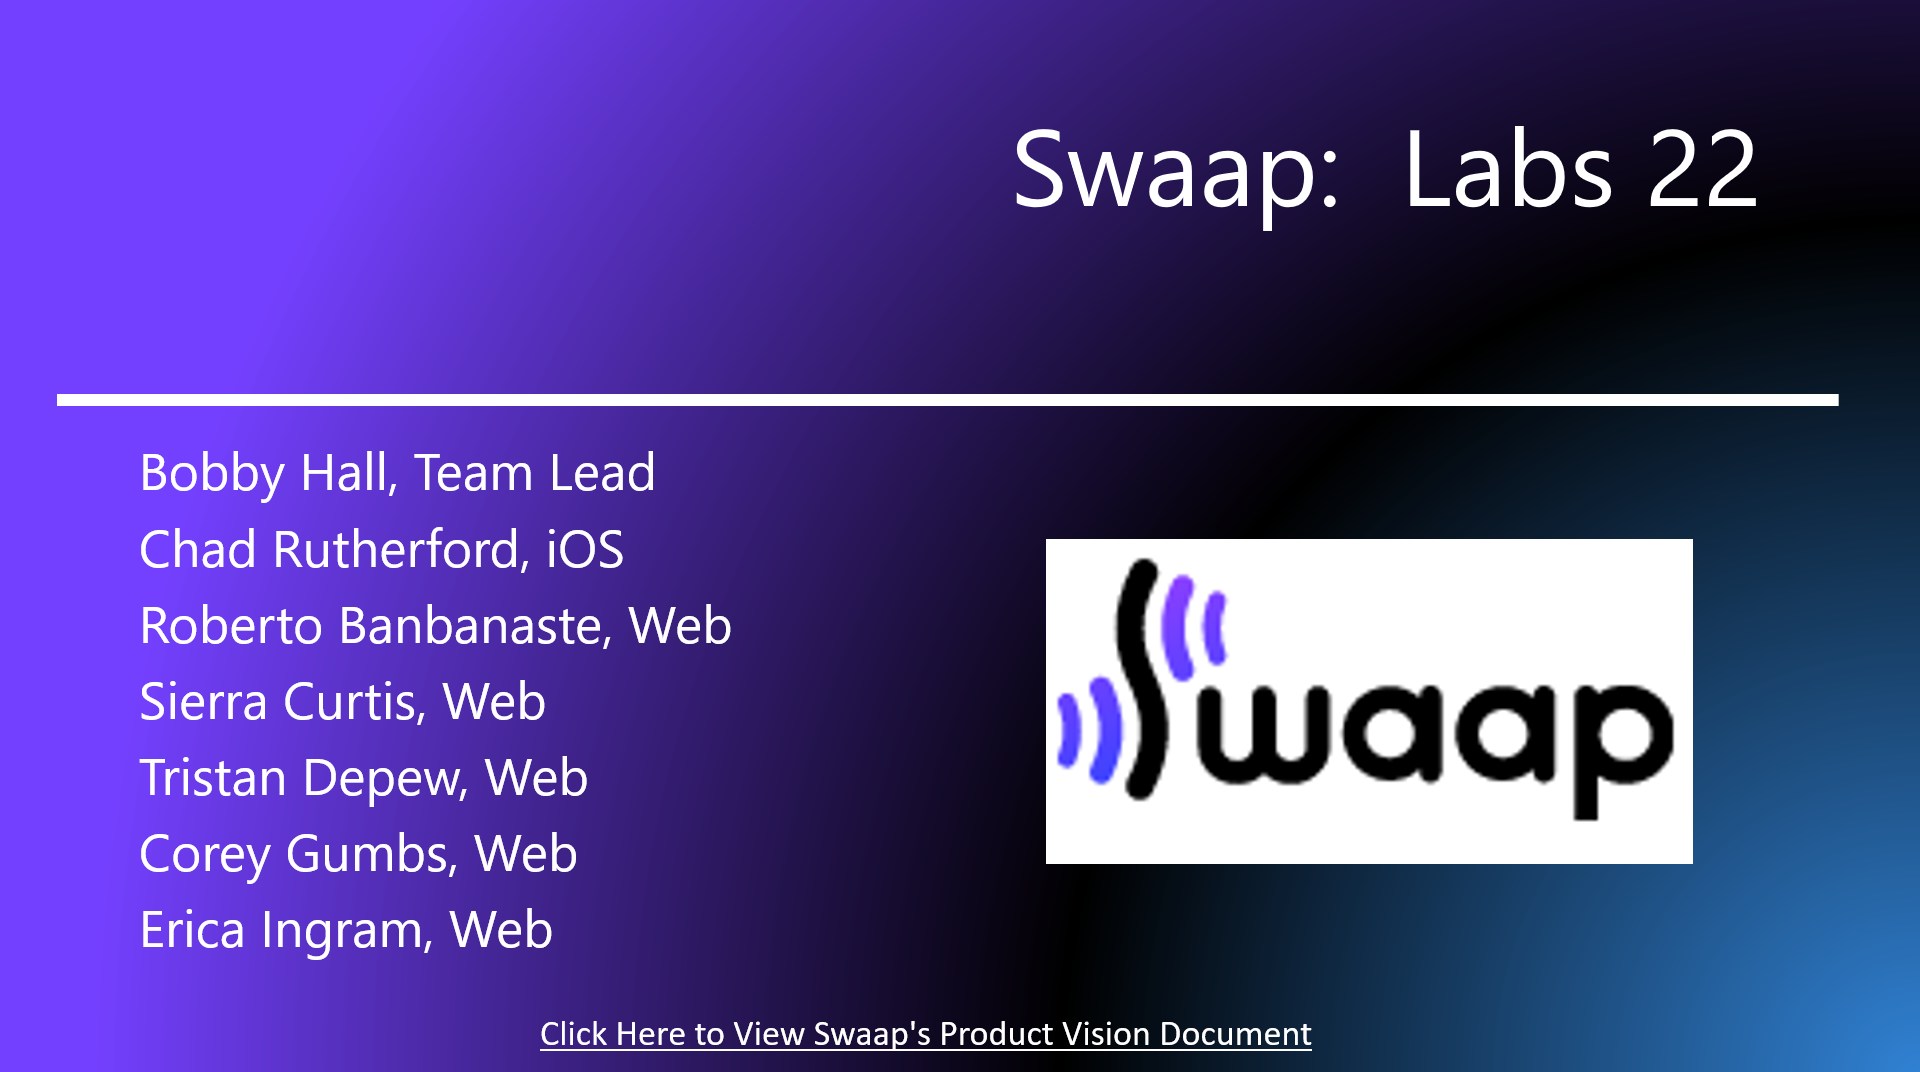 Swaap: Labs 22
Bobby Hall, Team Lead
Chad Rutherford, iOS
Roberto Banbanaste, Web
Sierra Curtis, Web
Tristan Depew, Web
Corey Gumbs, Web
Erica Ingram, Web
Swaap
Click Here to View Swaap's Product Vision Document